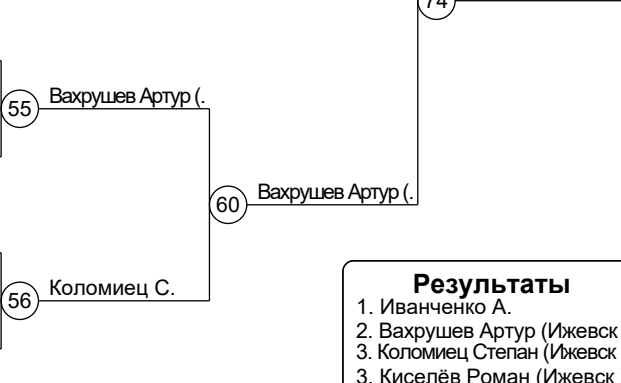 74
Вахрушев Артур (.
55
Вахрушев Артур (.
60
Коломиец С.
56
Результаты
1. Иванченко А.
2. Вахрушев Артур (Ижевск
3. Коломиец Степан (Ижевск
3. Киселёв Роман (Ижевск